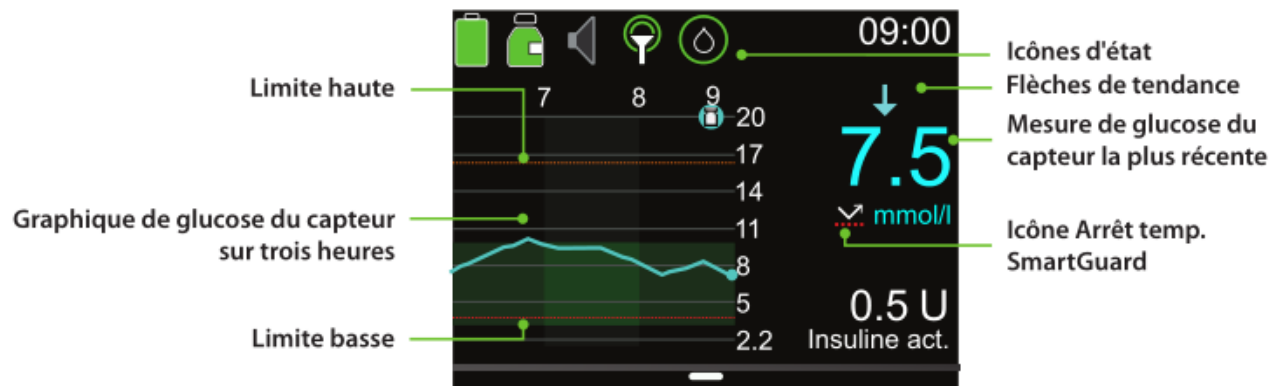 09:00
Icônes d'état
Limite haute
Flèches de tendance
7 8 9
20
7.5
Mesure de glucose du
capteur la plus récente
17
14
mmol/l
Graphique de glucose du capteur
sur trois heures
11
Icône Arrêt temp.
SmartGuard
8
5
0.5 U
Limite basse
2.2
Insuline act.